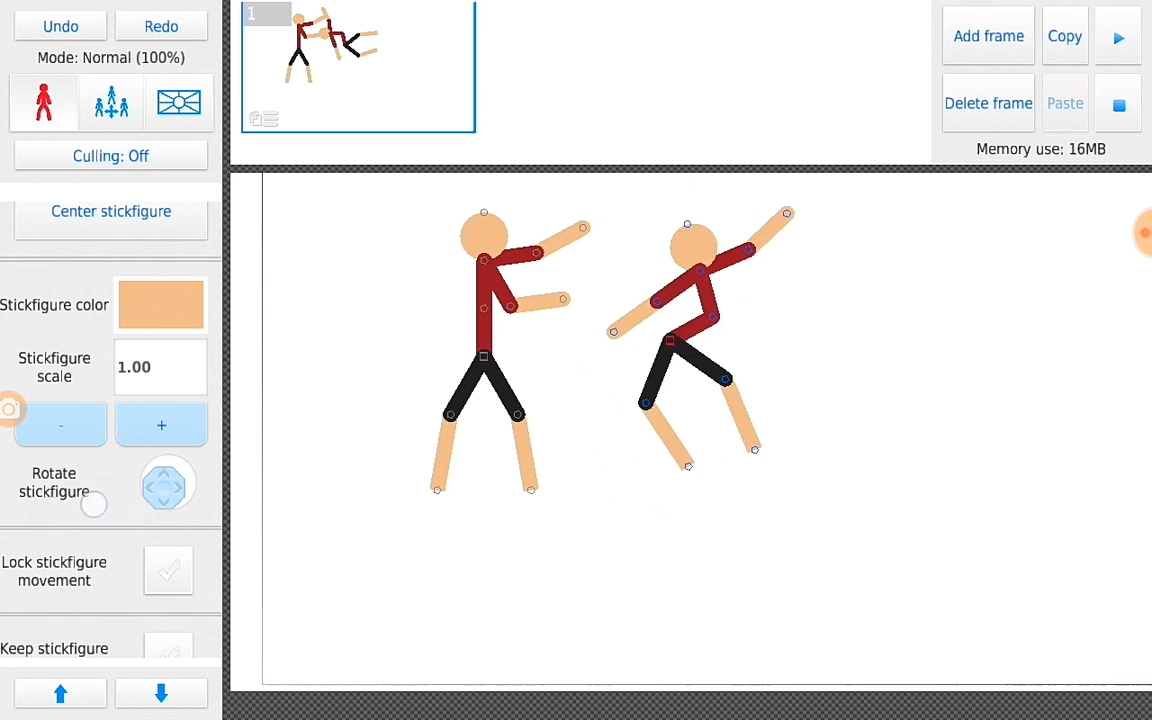 Undo
Redo
Mode: Normal (100%)
Culling: Off
1
Add frame
Copy
Delete frame
Paste
Memory use: 16MB
Center stickfigure
Stickfigure color
Stickfigure
scale
1.00
-
+
Rotate
stickfigure
Lock stickfigure
movement
Keep stickfigure